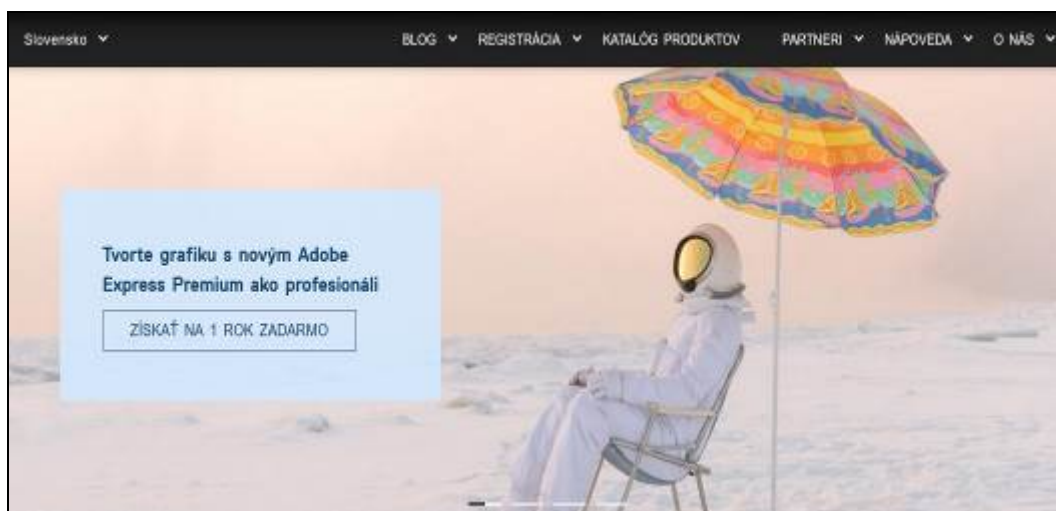 Slovensko
BLOG REGISTRÁCIA KATALÓG PRODUKTOV PARTNERI NÁPOVEDA O NÁS
Tvorte grafiku s novým Adobe
Express Premium ako profesionáli
ZÍSKAŤ NA 1 ROK ZADARMO